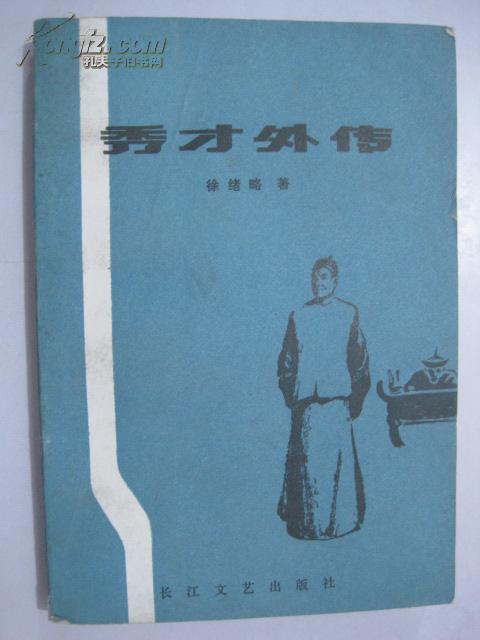 Kongfz.com
孔夫子旧书网
秀才外传
徐绪略 著
长江文艺出版社